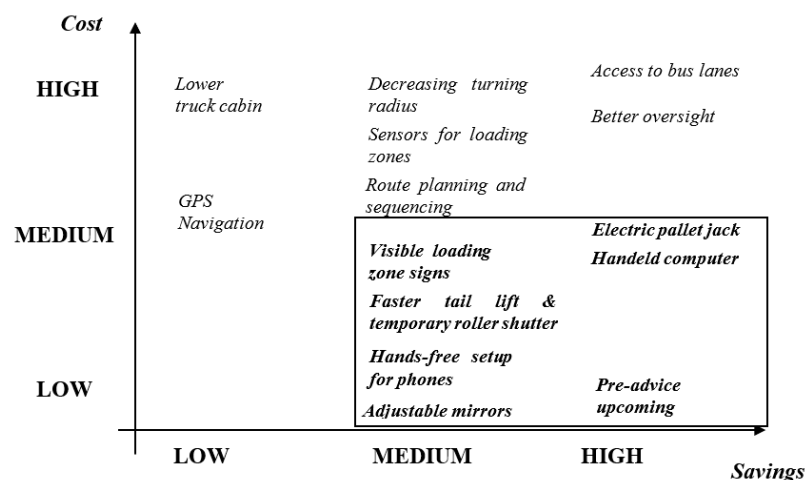 Cost
HIGH
Lower
truck cabin
Decreasing turning
radius
Access to bus lanes
Better oversight
Sensors for loading
zones
Route planning and
sequencing
GPS
Navigation
MEDIUM
Electric pallet jack
Handeld computer
Visible loading
zone signs
Faster tail lift &
temporary roller shutter
Hands-free setup
for phones
LOW
Pre-advice
upcoming
Adjustable mirrors
LOW
MEDIUM
HIGH
Savings